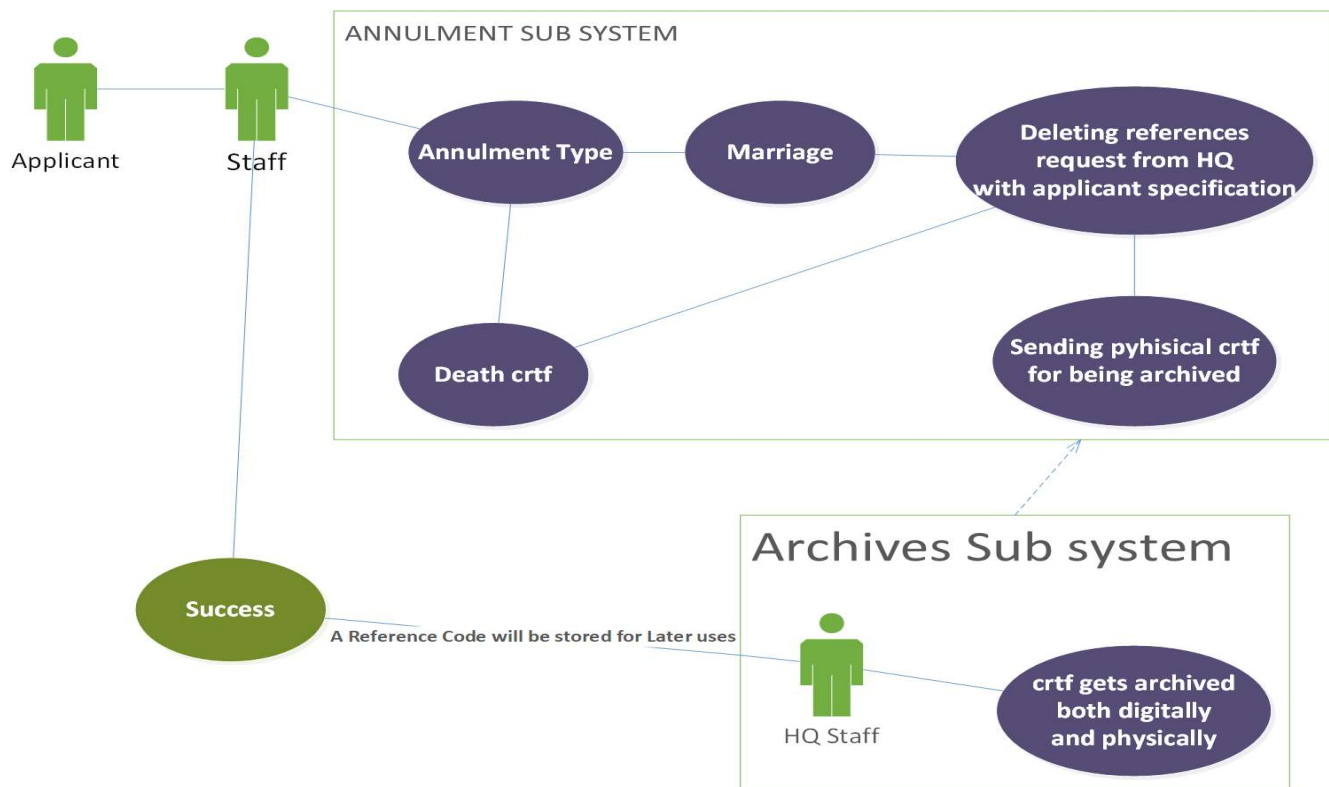 ANNULMENT SUB SYSTEM
Applicant
Staff
Annulment Type
Marriage
Deleting references
request from HQ
with applicant specification
Death crtf
Sending pyhisical crtf
for being archived
Archives Sub system
Success
A Reference Code will be stored for Later uses
HQ Staff
crtf gets archived
both digitally
and physically